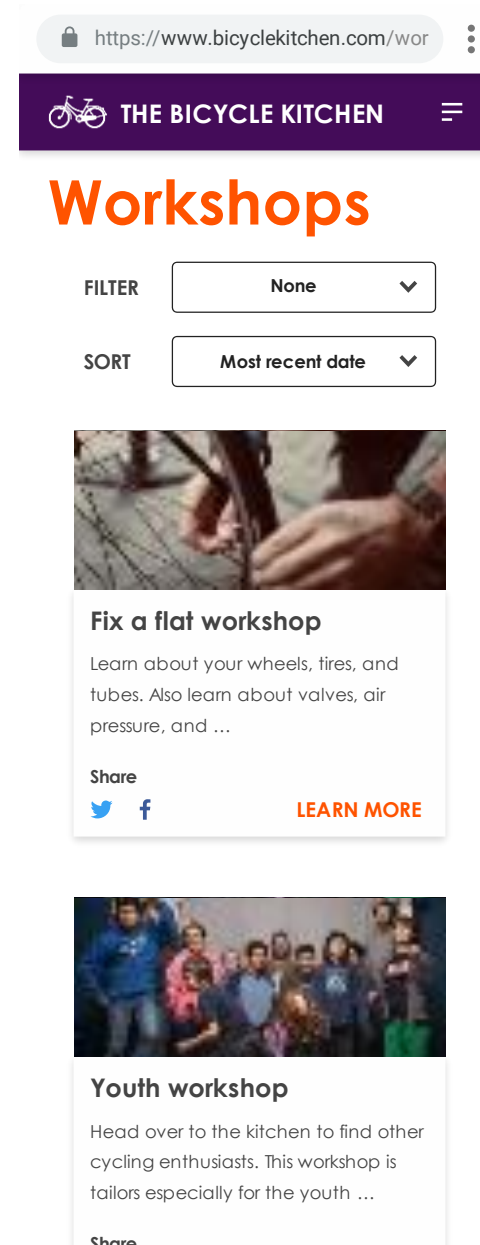 https://www.bicyclekitchen.com/wor
THE BICYCLE KITCHEN
Workshops
FILTER
None
SORT
Most recent date
Fix a flat workshop
Learn about your wheels, tires, and
tubes. Also learn about valves, air
pressure, and ...
Share
LEARN MORE
Youth workshop
Head over to the kitchen to find other
cycling enthusiasts. This workshop is
tailors especially for the youth ...
Share